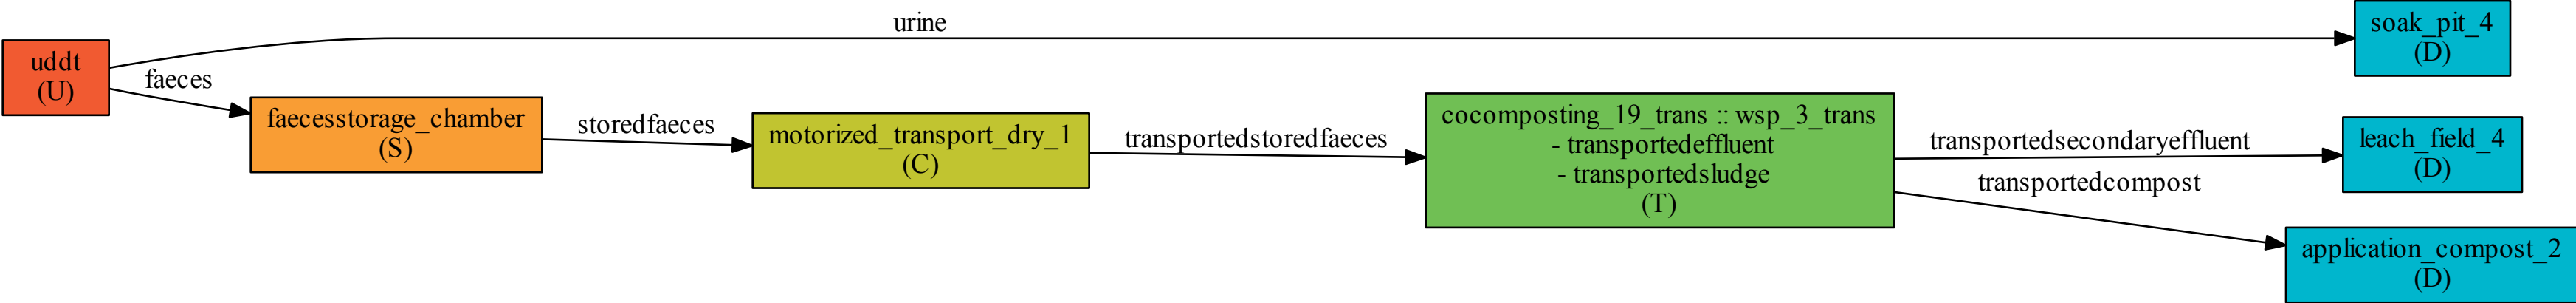 urine
soak_pit_4
(D)
uddt
(U)
faeces
faecesstorage_chamber
(S)
storedfaeces
motorized_transport_dry_1
(C)
transportedstoredfaeces
cocomposting_19_trans :: wsp_3_trans
- transportedeffluent
- transportedsludge
(T)
transportedsecondaryeffluent
leach_field_4
(D)
transportedcompost
application_compost_2
(D)